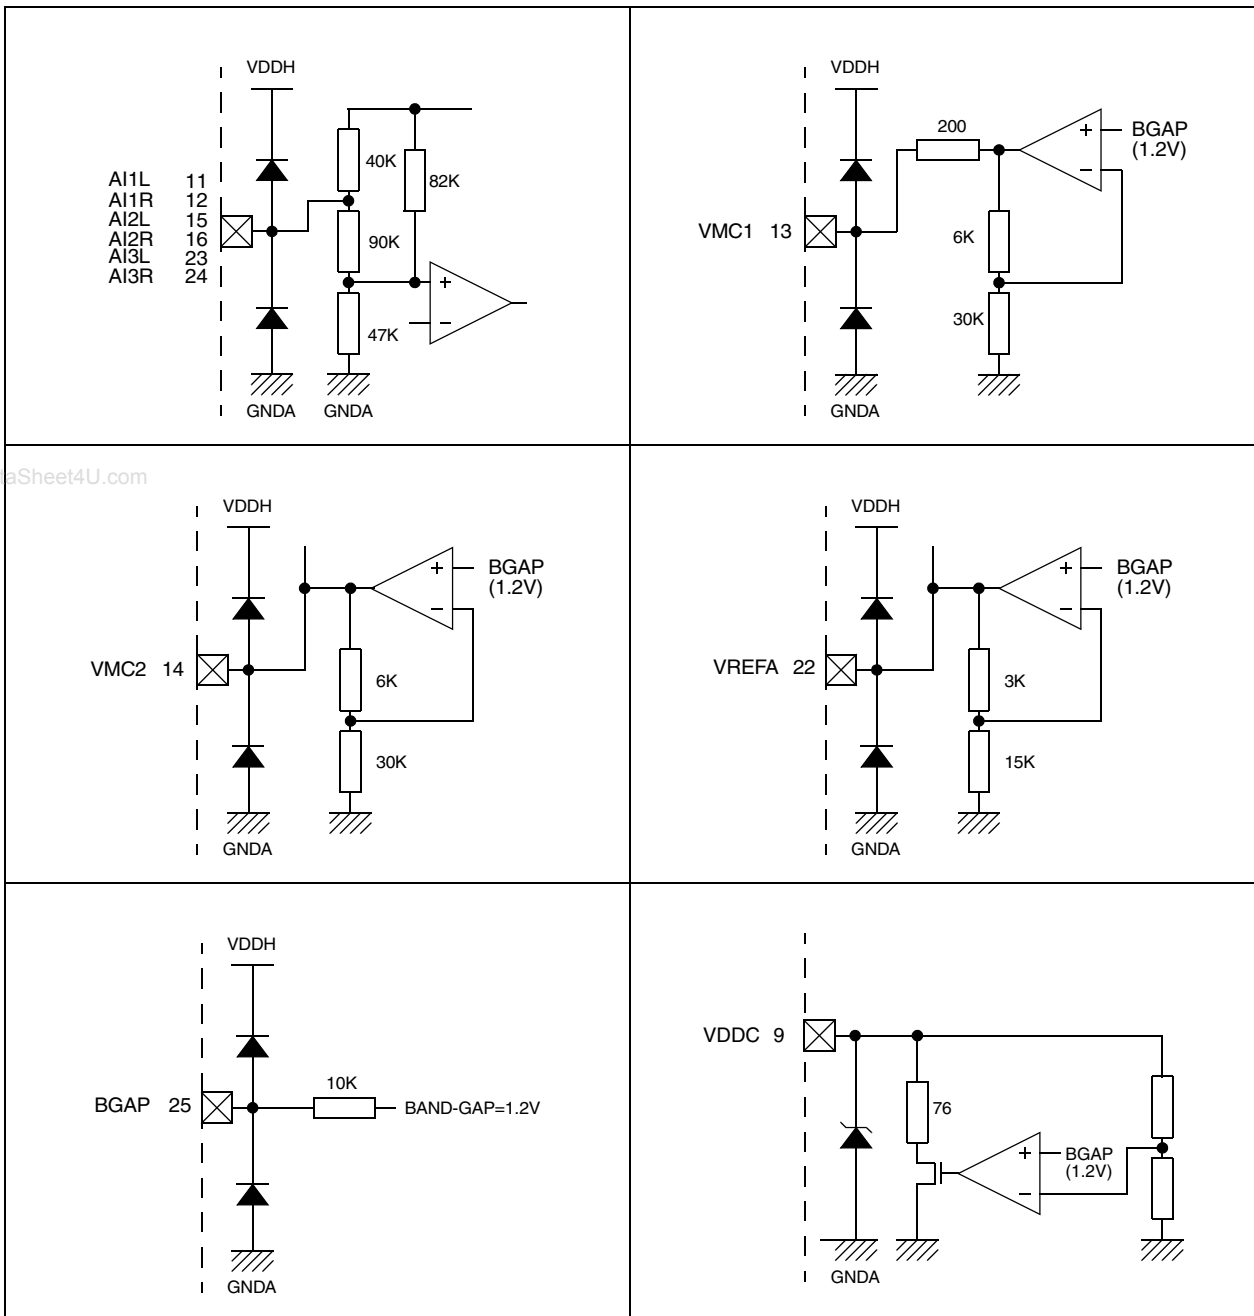 VDDH
40K
82K
AI1L 11
AI1R 12
AI2L 15
AI2R 16
AI3L 23
AI3R 24
90K
+
−
47K
GNDA GNDA
VDDH
200
+
BGAP
(1.2V)
−
VMC1 13
6K
30K
GNDA
taSheet4U.com
VDDH
+
BGAP
(1.2V)
−
VMC2 14
6K
30K
GNDA
VDDH
+
BGAP
(1.2V)
−
VREFA 22
3K
15K
GNDA
VDDH
10K
BGAP 25
BAND-GAP=1.2V
GNDA
VDDC 9
76
+
BGAP
(1.2V)
−
GNDA